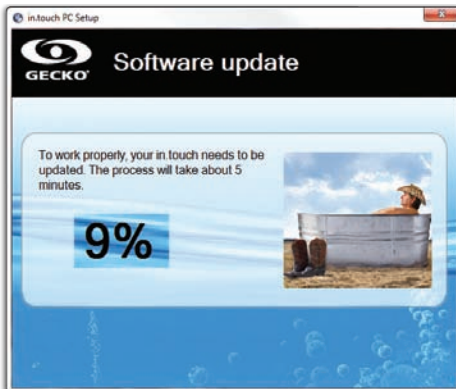 in.touch PC Setup
GECKO®
Software update
To work properly, your in.touch needs to be
updated. The process will take about 5
minutes.
9%